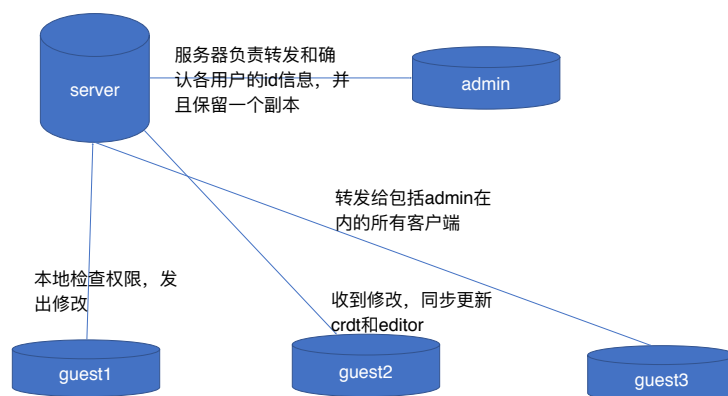 服务器负责转发和确
认各用户的id信息，并
且保留一个副本
server
admin
转发给包括admin在
内的所有客户端
本地检查权限，发
出修改
收到修改，同步更新
crdt和editor
guest1
guest2
guest3